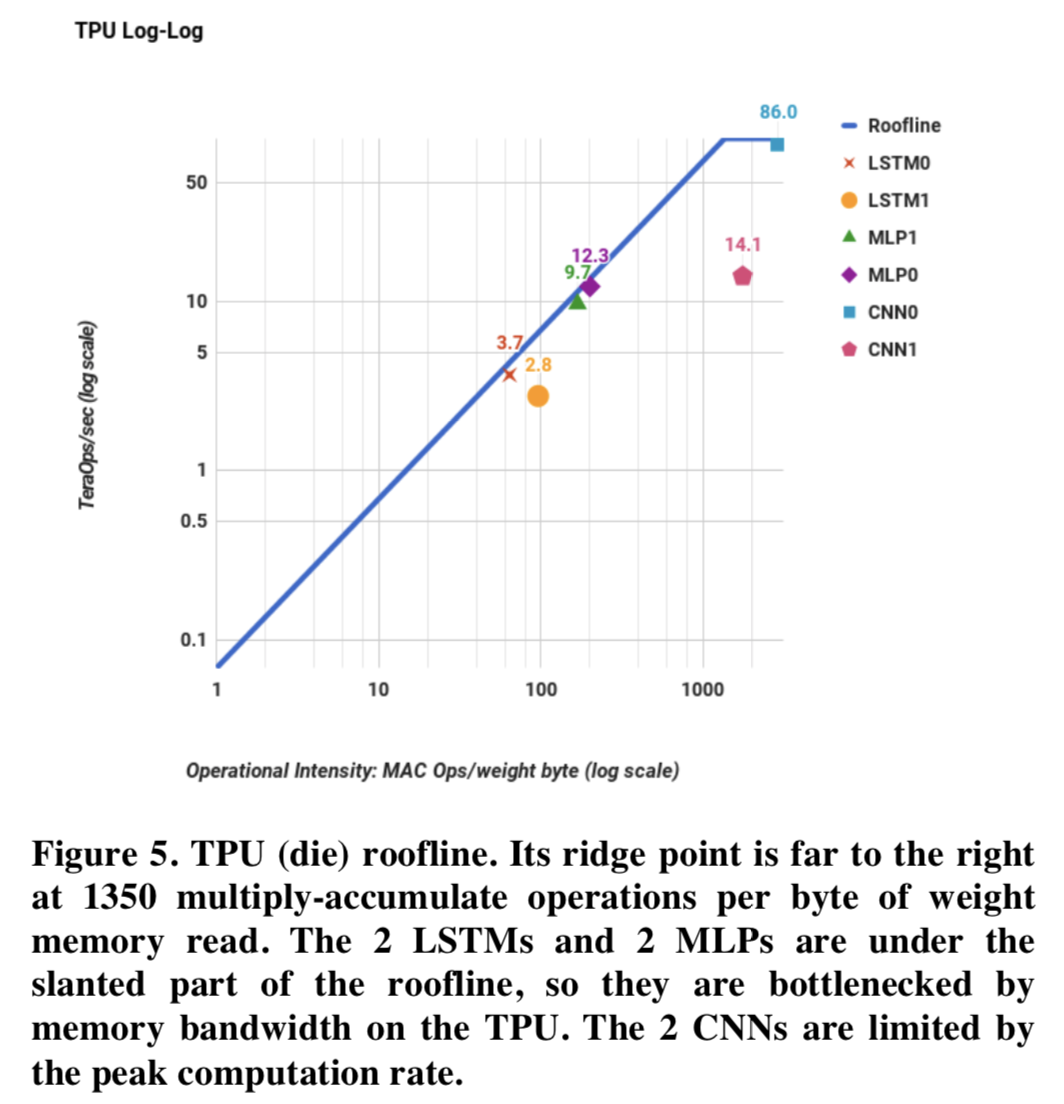 TPU Log-Log
86.0
Roofline
LSTM0
LSTM1
MLP1
MLP0
CNN0
CNN1
50
14.1
12.3
9.7
10
3.7
5
2.8
1
0.5
0.1
TeraOps/sec (log scale)
1 10 100 1000
Operational Intensity: MAC Ops/weight byte (log scale)
Figure 5. TPU (die) roofline. Its ridge point is far to the right
at 1350 multiply-accumulate operations per byte of weight
memory read. The 2 LSTMs and 2 MLPs are under the
slanted part of the roofline, so they are bottlenecked by
memory bandwidth on the TPU. The 2 CNNs are limited by
the peak computation rate.